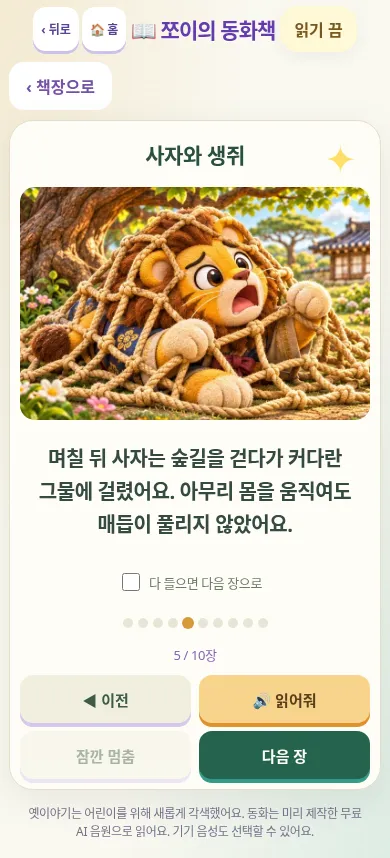 ‹ 뒤로 🏠 홈 📖 쪼이의 동화책 읽기 끔
‹ 책장으로
사자와 생쥐
며칠 뒤 사자는 숲길을 걷다가 커다란
그물에 걸렸어요. 아무리 몸을 움직여도
매듭이 풀리지 않았어요.
다 들으면 다음 장으로
5 / 10장
◀ 이전 🔊 읽어줘
잠깐 멈춤 다음 장
옛이야기는 어린이를 위해 새롭게 각색했어요. 동화는 미리 제작한 무료
AI 음원으로 읽어요. 기기 음성도 선택할 수 있어요.